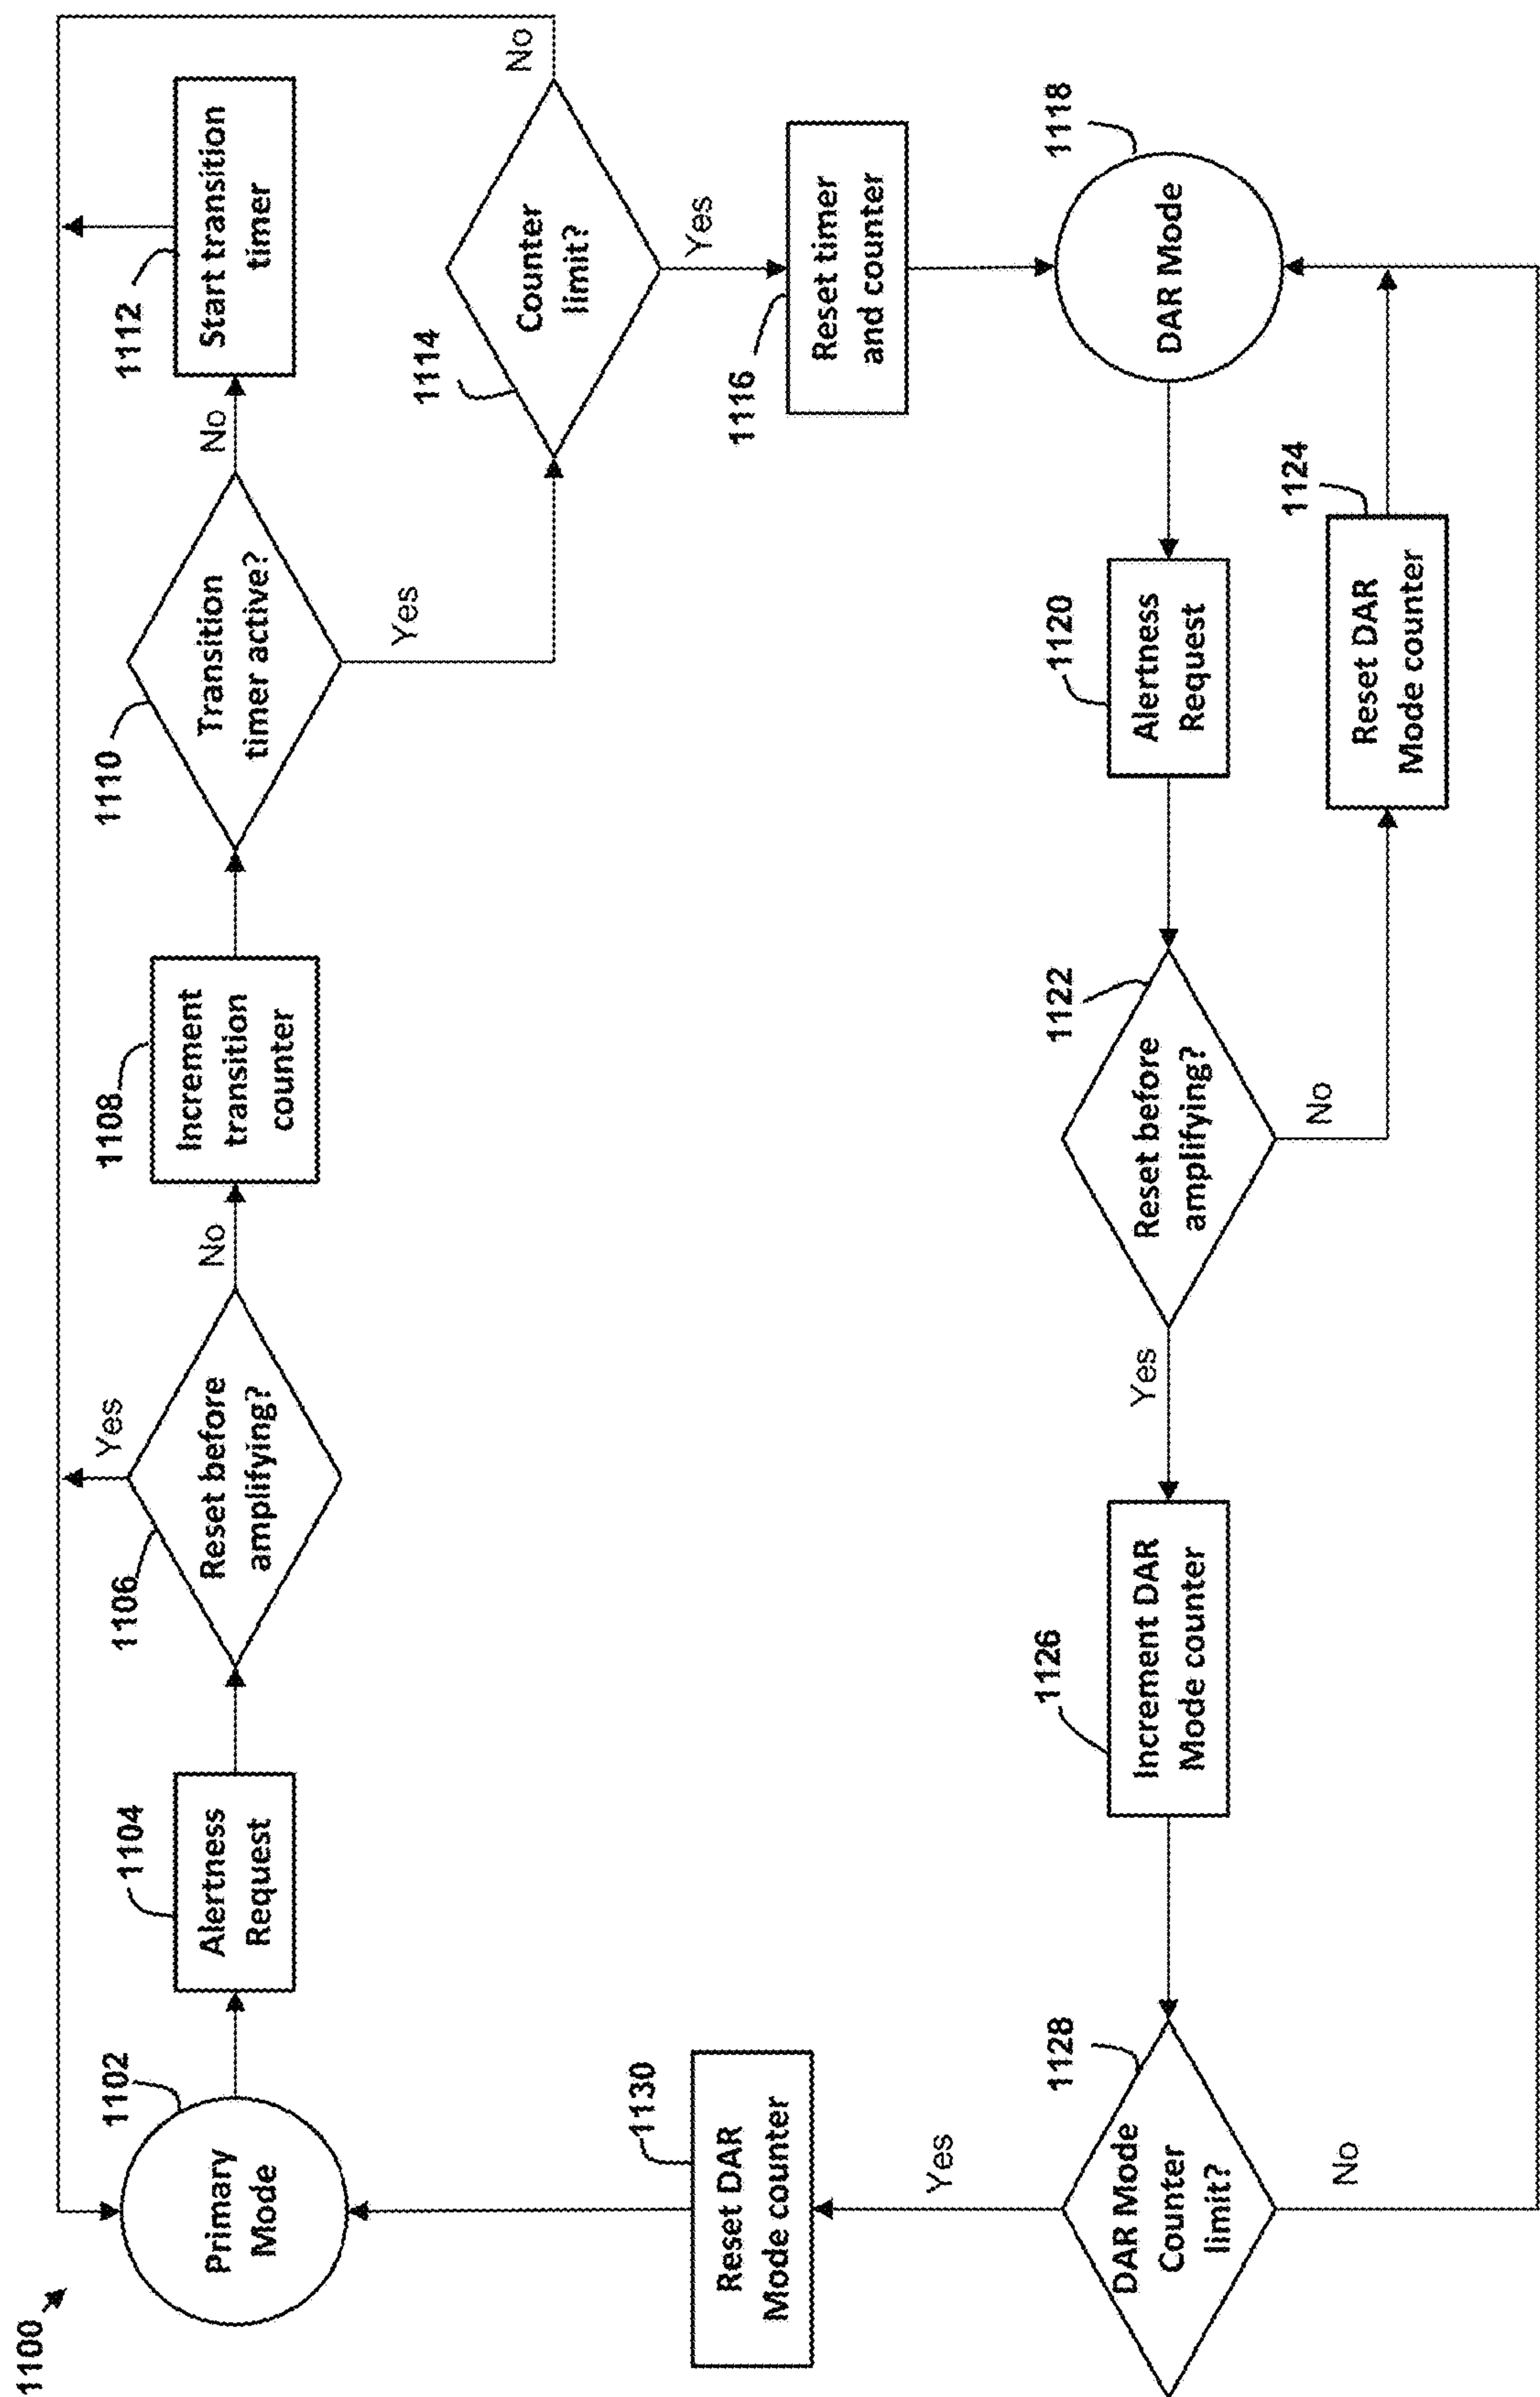 1100
1102
Primary
Mode
1104
Alertness
Request
1106
Reset before
amplifying?
Yes
No
1108
Increment
transition
counter
1110
Transition
timer active?
No
Yes
1112
Start transition
timer
1114
Counter
limit?
No
Yes
1116
Reset timer
and counter
1118
DAR Mode
1120
Alertness
Request
1122
Reset before
amplifying?
No
Yes
1124
Reset DAR
Mode counter
1126
Increment DAR
Mode counter
1128
DAR Mode
Counter
limit?
Yes
No
1130
Reset DAR
Mode counter